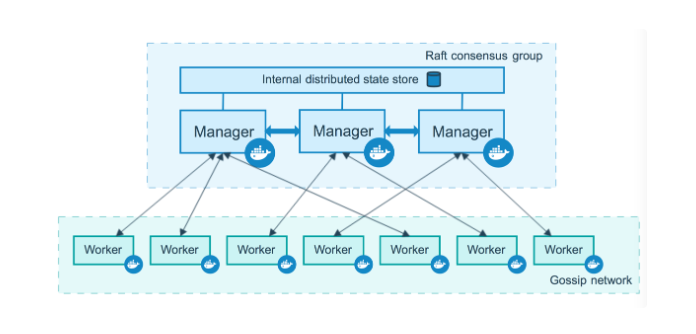 Raft consensus group
Internal distributed state store
Manager Manager Manager
Worker Worker Worker Worker Worker Worker Worker
Gossip network